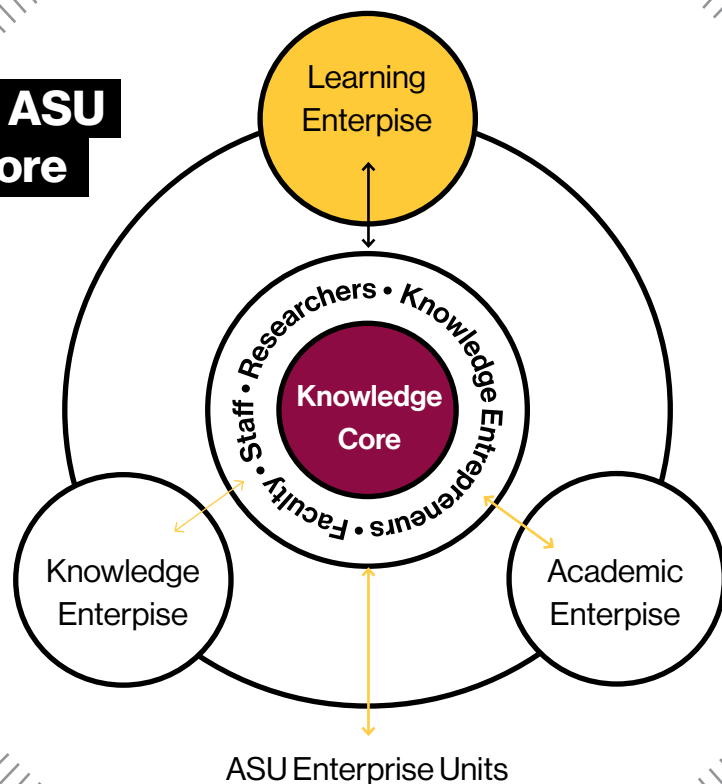 ASU
ore
Learning
Enterpise
Researchers • Knowledge Entrepreneurs • Faculty • Staff •
Knowledge
Core
Knowledge
Enterpise
Academic
Enterpise
ASU Enterprise Units